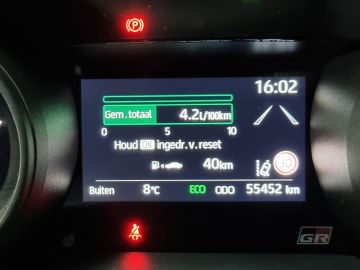 P
16:02
Gem. totaal 4.2L/100km
0 5 10
Houd OK ingedr. v. reset
40km
30
Buiten 8°C ECO ODO 55452 km
GR